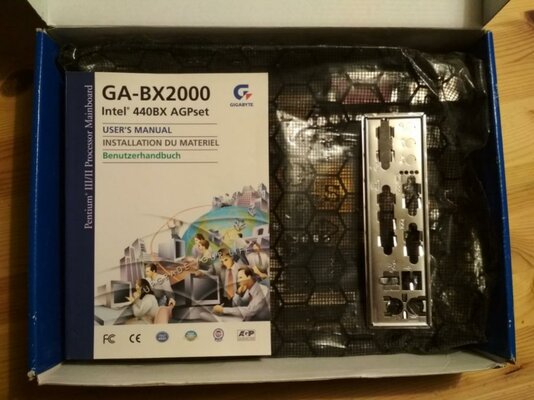 GA-BX2000
Intel® 440BX AGPset
GIGABYTE
USER'S MANUAL
INSTALLATION DU MATERIEL
Benutzerhandbuch
Pentium® III/II Processor Mainboard
FC CE
AGP